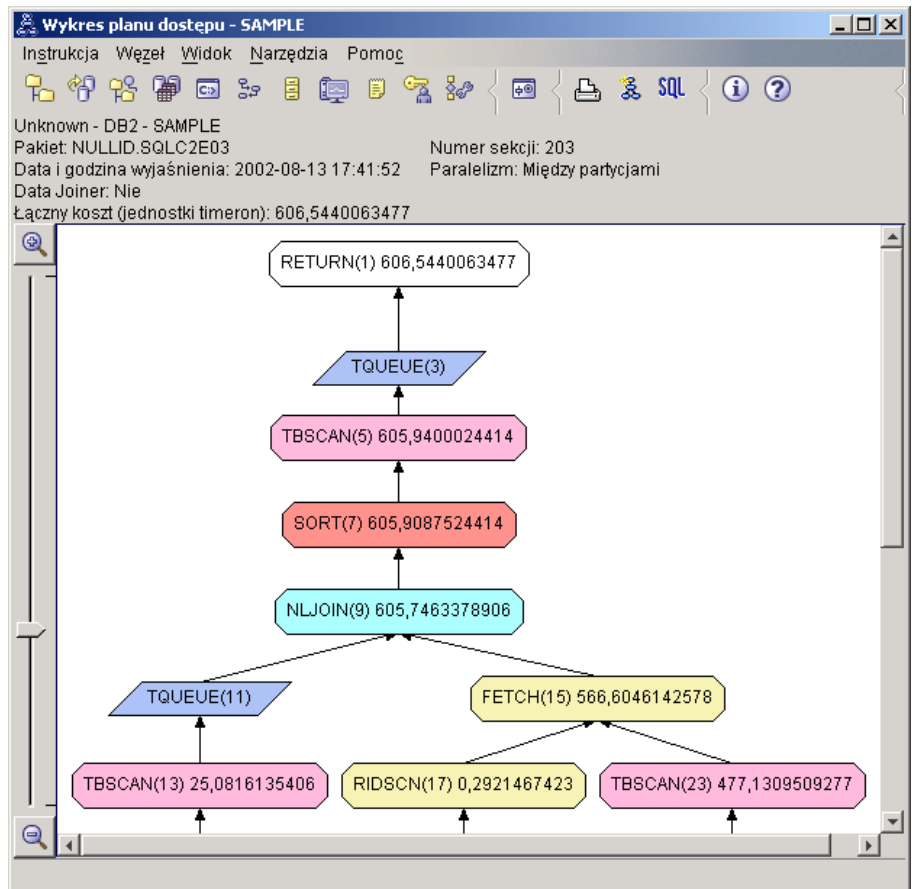 Wykres planu dostępu - SAMPLE
Instrukcja Węzeł Widok Narzędzia Pomoc
SQL
Unknown - DB2 - SAMPLE
Pakiet: NULLID.SQLC2E03 Numer sekcji: 203
Data i godzina wyjaśnienia: 2002-08-13 17:41:52 Paralelizm: Między partycjami
Data Joiner: Nie
Łączny koszt (jednostki timeron): 606,5440063477
RETURN(1) 606,5440063477
TQUEUE(3)
TBSCAN(5) 605,9400024414
SORT(7) 605,9087524414
NLJOIN(9) 605,7463378906
TQUEUE(11) FETCH(15) 566,6046142578
TBSCAN(13) 25,0816135406 RIDSCN(17) 0,2921467423 TBSCAN(23) 477,1309509277